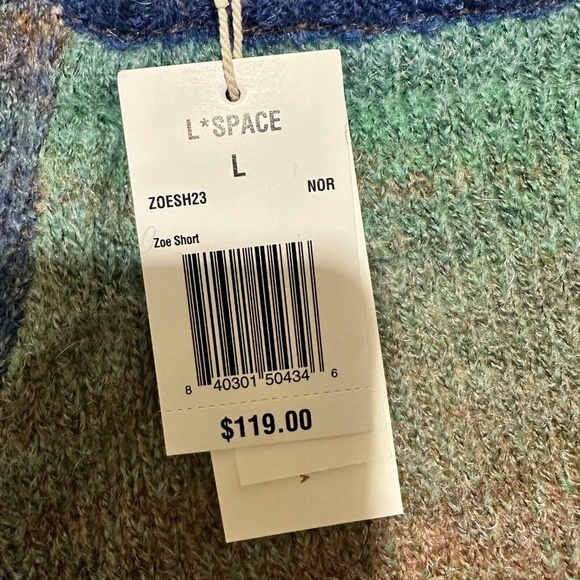 L*SPACE
L
ZOESH23 NOR
Zoe Short
8 40301 50434 6
$119.00